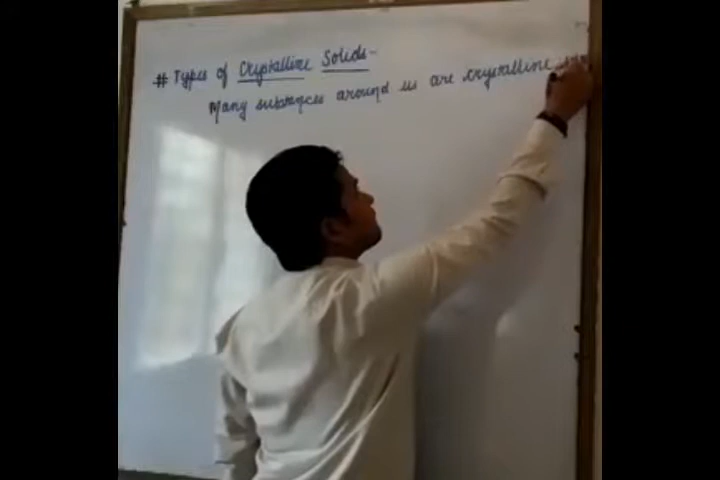 # Types of Crystalline Solids -
Many substances around us are crystalline